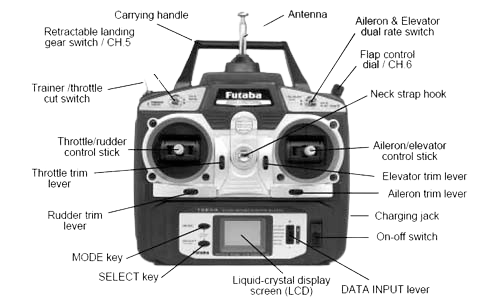 Carrying handle
Antenna
Retractable landing
gear switch / CH 5
Aileron & Elevator
dual rate switch
Flap control
dial / CH 6
Trainer /throttle
cut switch
Neck strap hook
Futaba
Throttle/rudder
control stick
Aileron/elevator
control stick
Throttle trim
lever
Elevator trim lever
Aileron trim lever
Rudder trim
lever
Charging jack
On-off switch
MODE key
SELECT key
Futaba
Liquid-crystal display
screen (LCD)
DATA INPUT lever